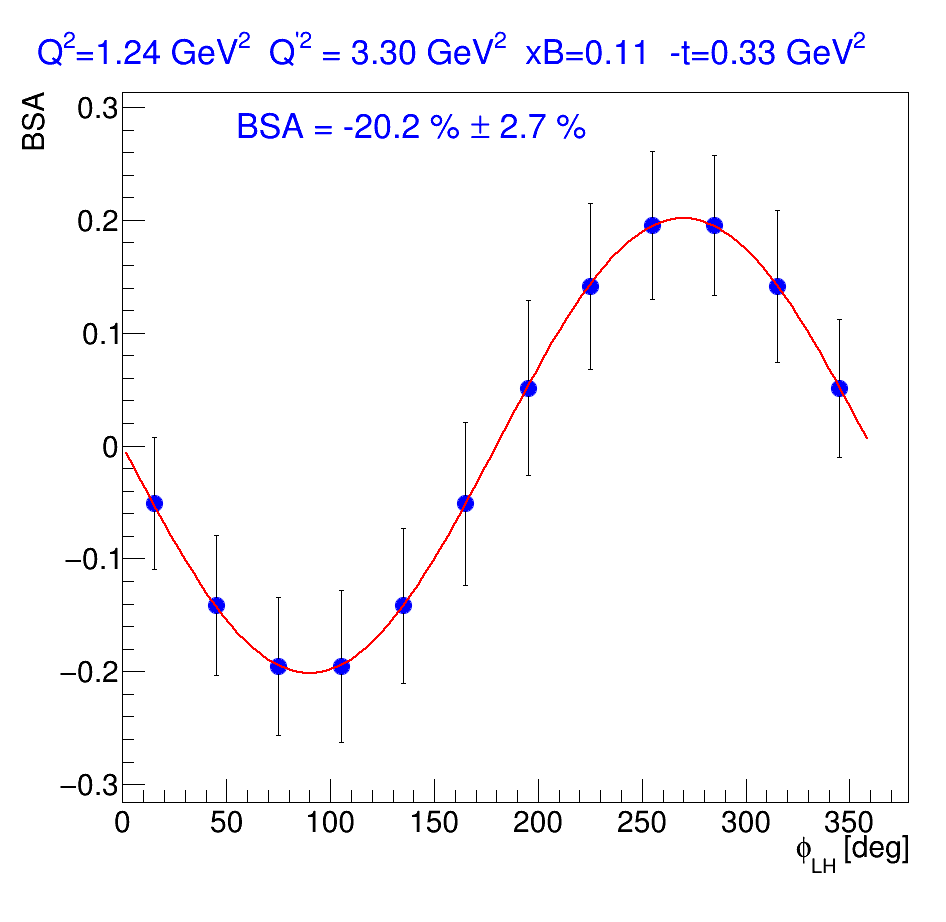 Q²=1.24 GeV² Q'² = 3.30 GeV² xB=0.11 -t=0.33 GeV²
BSA = -20.2 % ± 2.7 %
BSA
0.3
0.2
0.1
0
−0.1
−0.2
−0.3
0 50 100 150 200 250 300 350
ϕ_LH [deg]